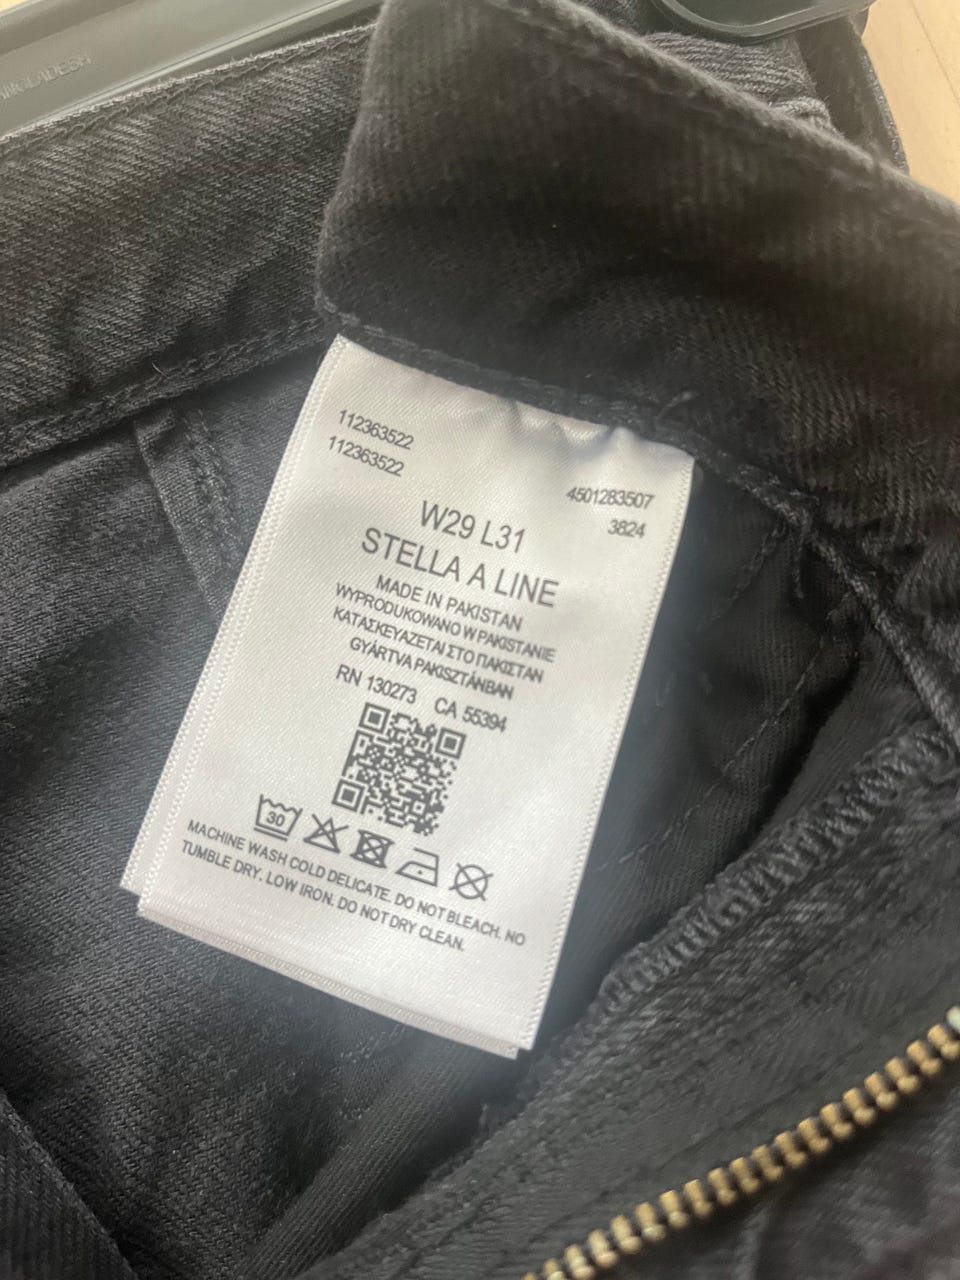 BANGLADESH
112363522
112363522
4501283507
3824
W29 L31
STELLA A LINE
MADE IN PAKISTAN
WYPRODUKOWANO W PAKISTANIE
ΚΑΤΑΣΚΕΥΑΖΕΤΑΙ ΣΤΟ ΠΑΚΙΣΤΑΝ
GYÁRTVA PAKISZTÁNBAN
RN 130273 CA 55394
30
MACHINE WASH COLD DELICATE. DO NOT BLEACH. NO
TUMBLE DRY. LOW IRON. DO NOT DRY CLEAN.